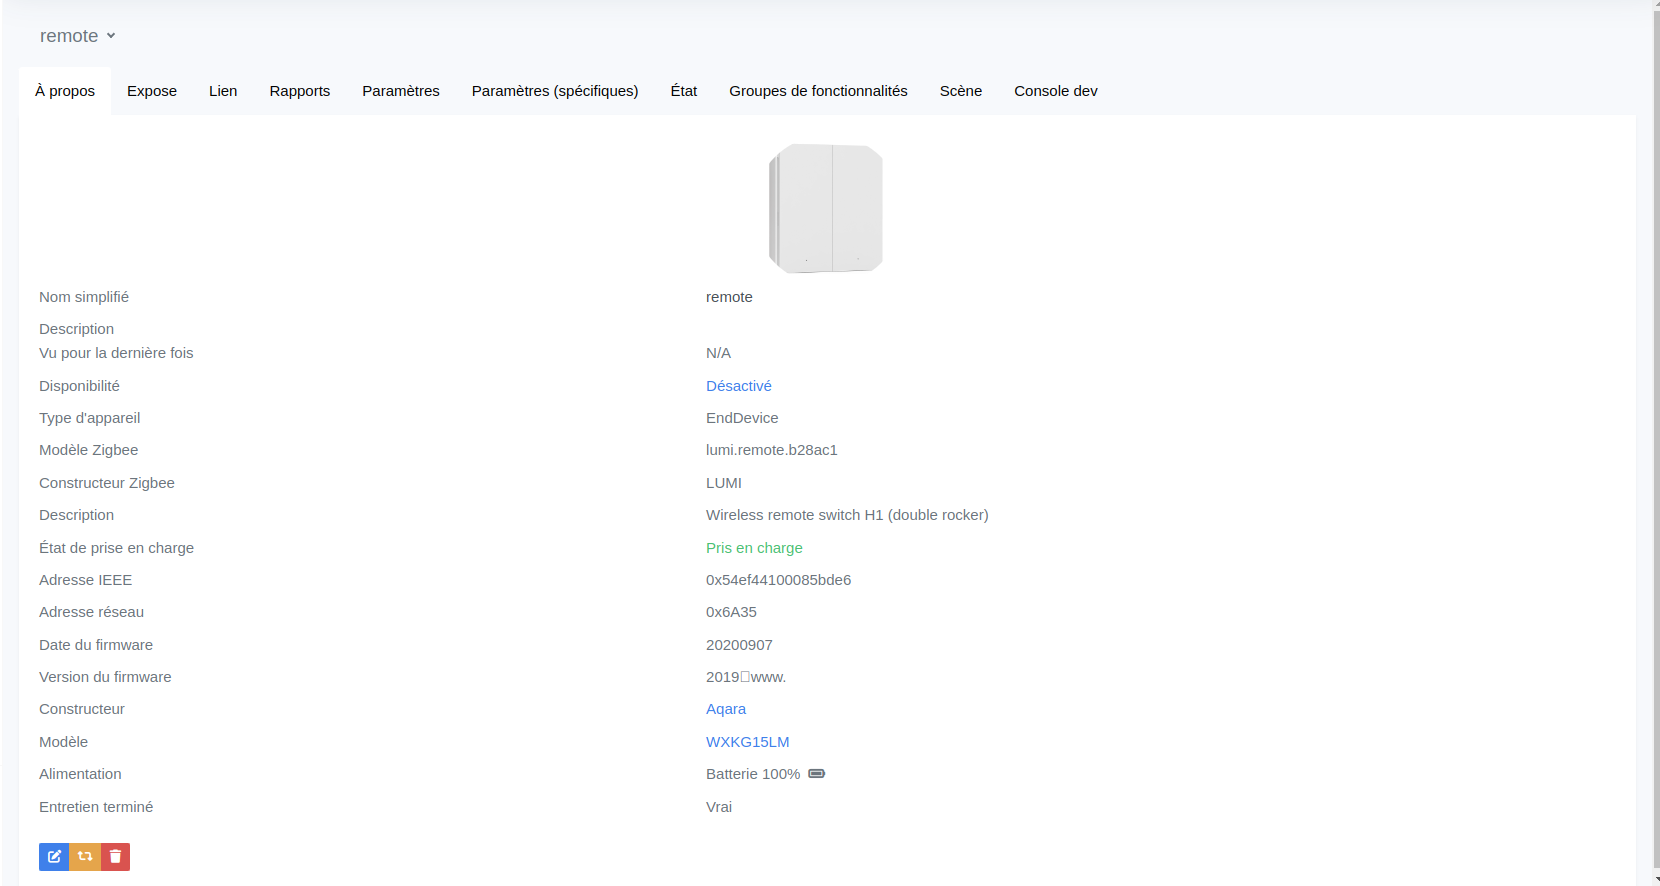 remote
À propos Expose Lien Rapports Paramètres Paramètres (spécifiques) État Groupes de fonctionnalités Scène Console dev
Nom simplifié remote
Description
Vu pour la dernière fois N/A
Disponibilité Désactivé
Type d'appareil EndDevice
Modèle Zigbee lumi.remote.b28ac1
Constructeur Zigbee LUMI
Description Wireless remote switch H1 (double rocker)
État de prise en charge Pris en charge
Adresse IEEE 0x54ef44100085bde6
Adresse réseau 0x6A35
Date du firmware 20200907
Version du firmware 2019□www.
Constructeur Aqara
Modèle WXKG15LM
Alimentation Batterie 100%
Entretien terminé Vrai